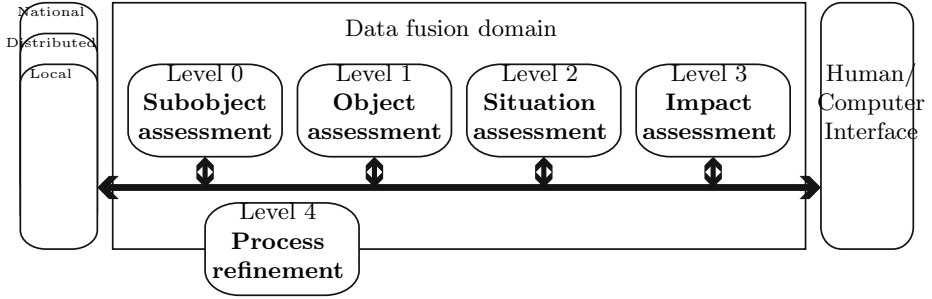 National
Distributed
Local
Data fusion domain
Level 0
Subobject
assessment
Level 1
Object
assessment
Level 2
Situation
assessment
Level 3
Impact
assessment
Human/
Computer
Interface
Level 4
Process
refinement